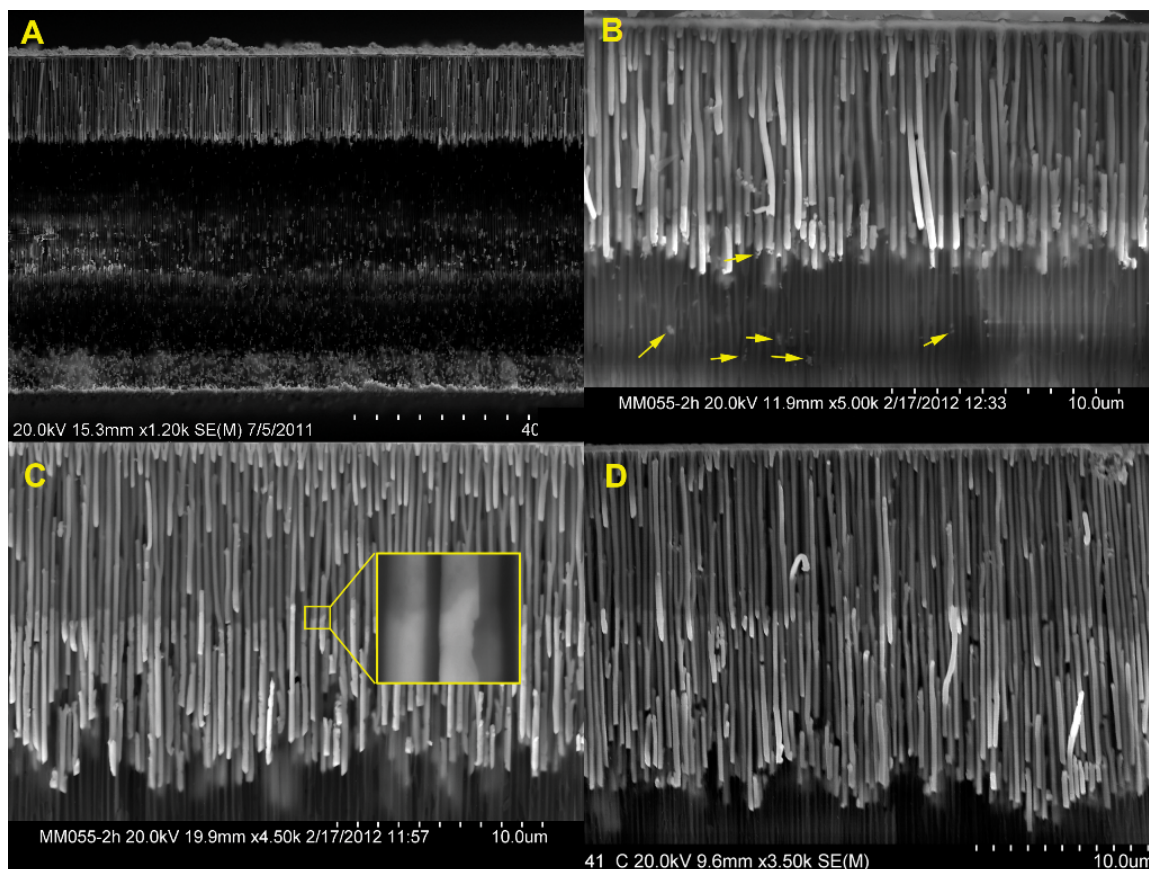 A
20.0kV 15.3mm x1.20k SE(M) 7/5/2011 40
B
MM055-2h 20.0kV 11.9mm x5.00k 2/17/2012 12:33 10.0um
C
MM055-2h 20.0kV 19.9mm x4.50k 2/17/2012 11:57 10.0um
D
41 C 20.0kV 9.6mm x3.50k SE(M) 10.0um